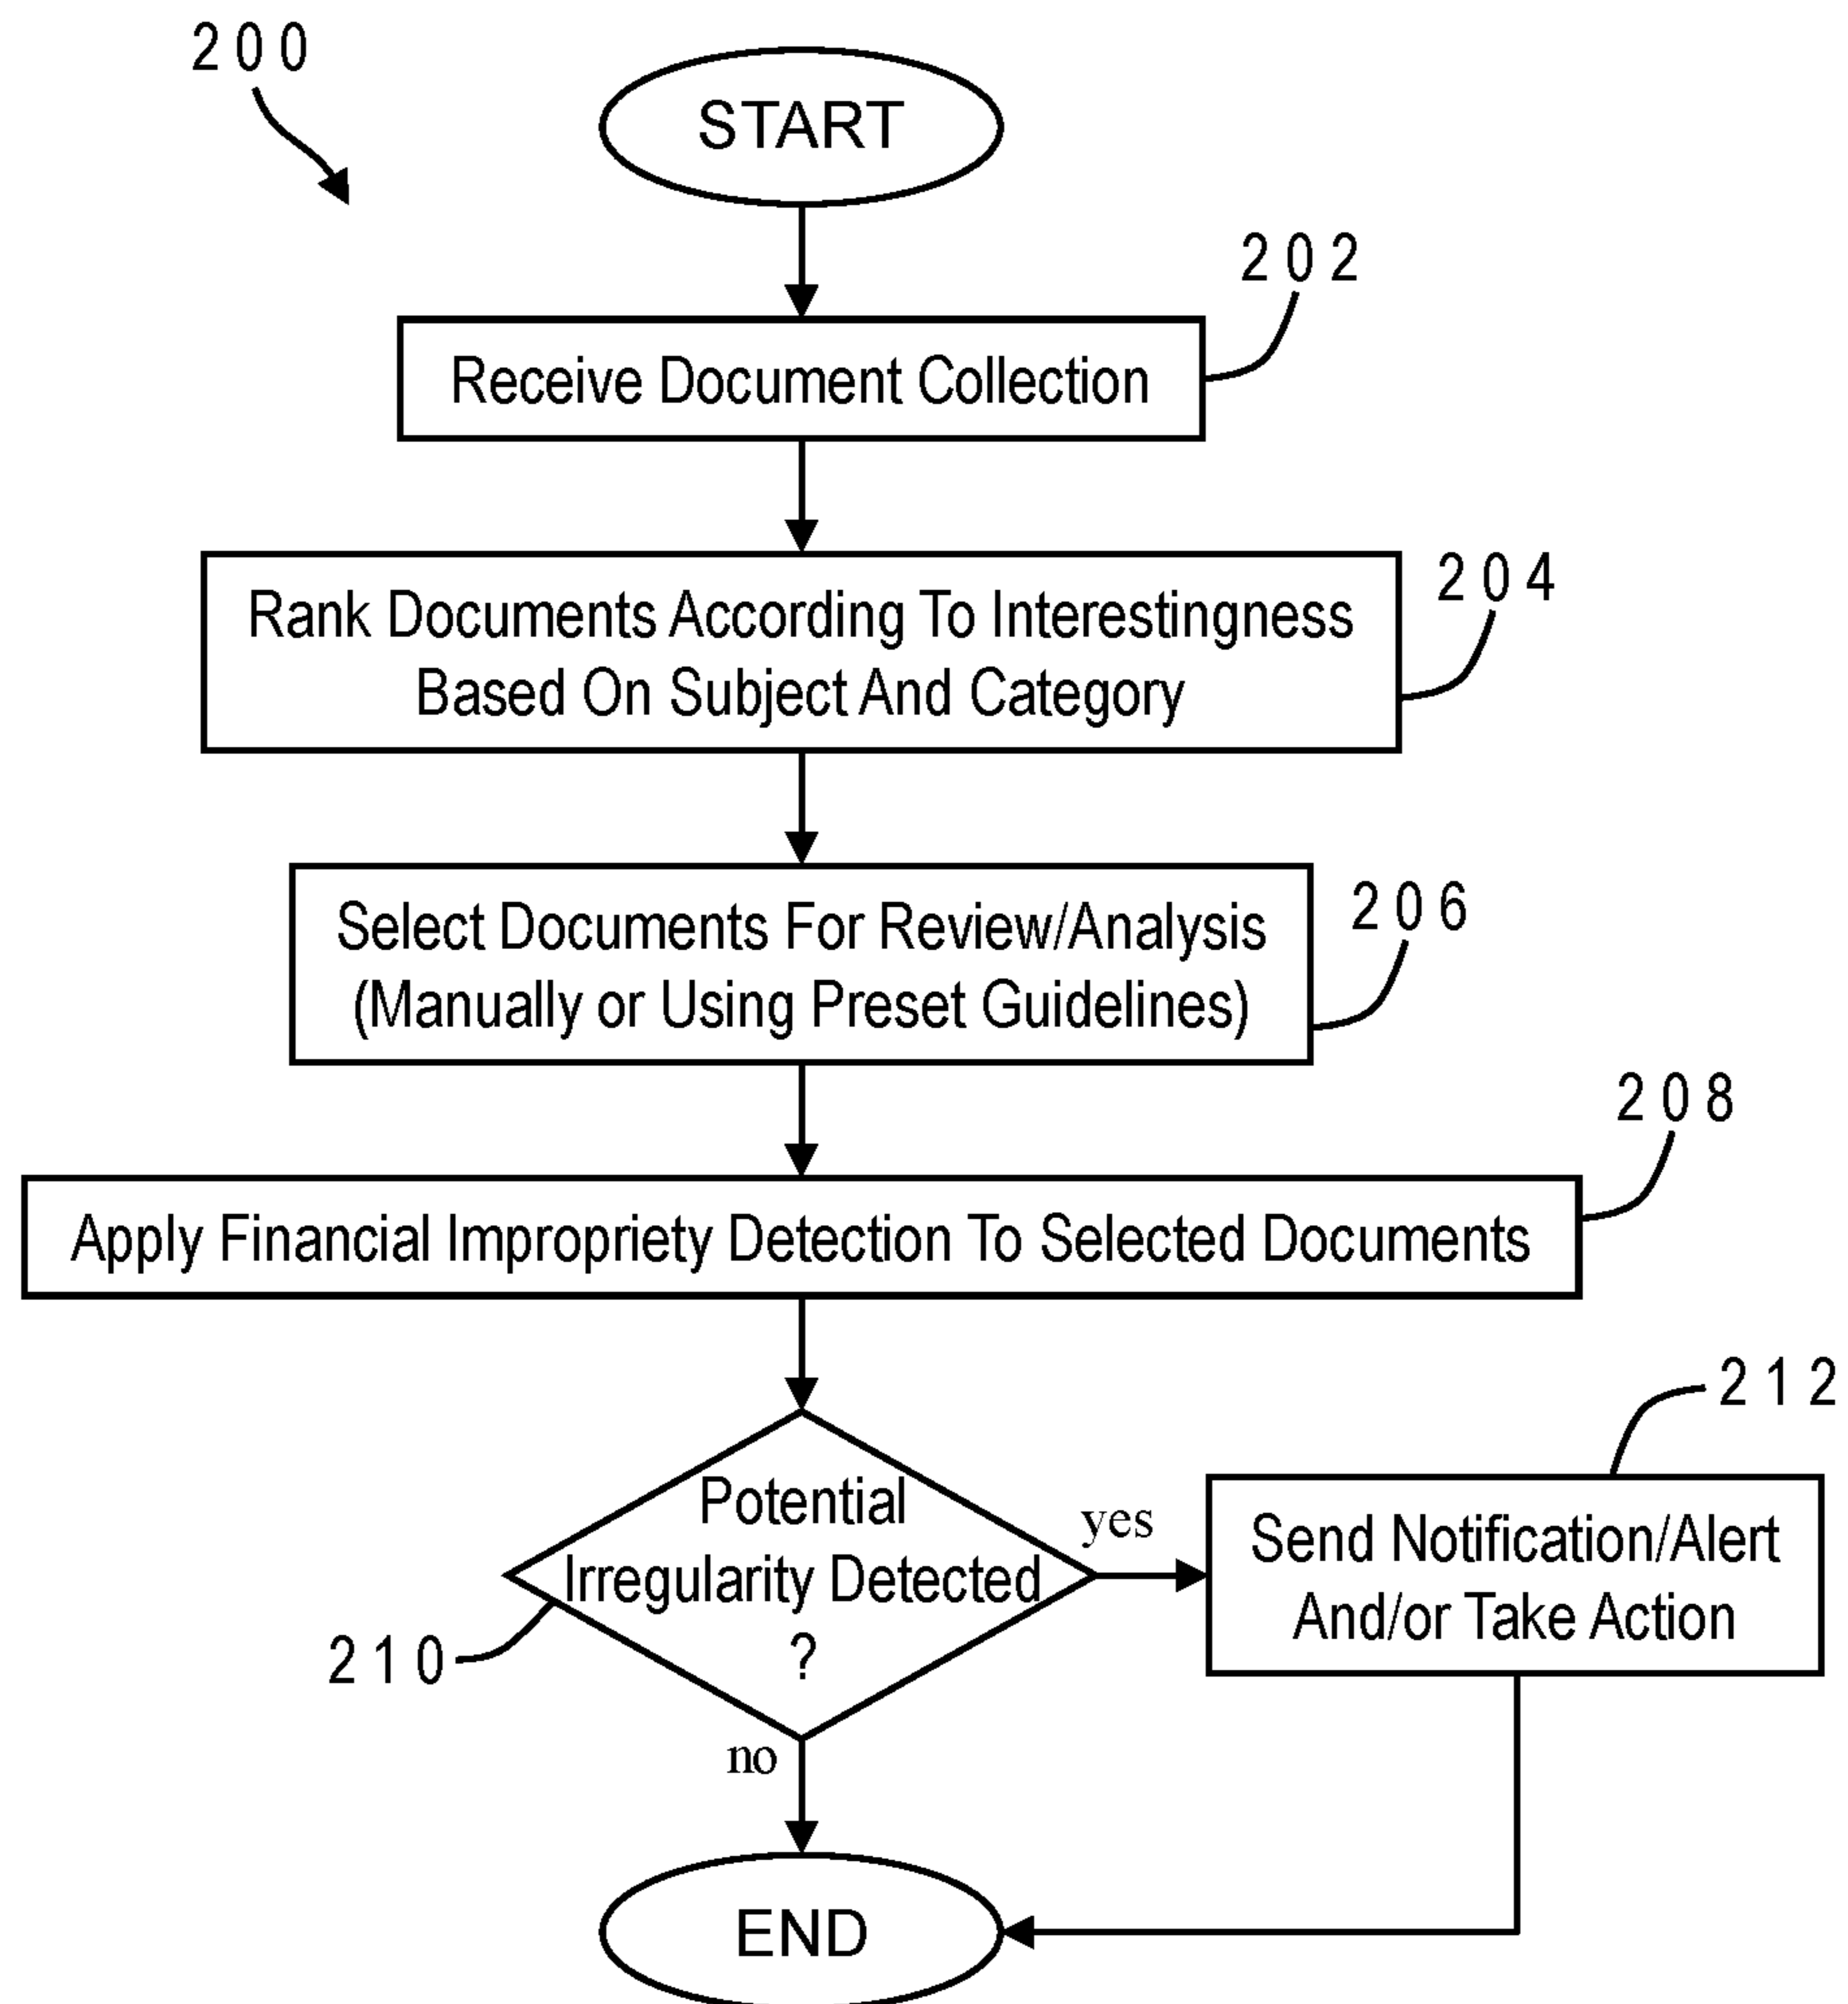 200
START
202
Receive Document Collection
204
Rank Documents According To Interestingness
Based On Subject And Category
206
Select Documents For Review/Analysis
(Manually or Using Preset Guidelines)
208
Apply Financial Impropriety Detection To Selected Documents
212
Potential
Irregularity Detected
?
yes
Send Notification/Alert
And/or Take Action
210
no
END